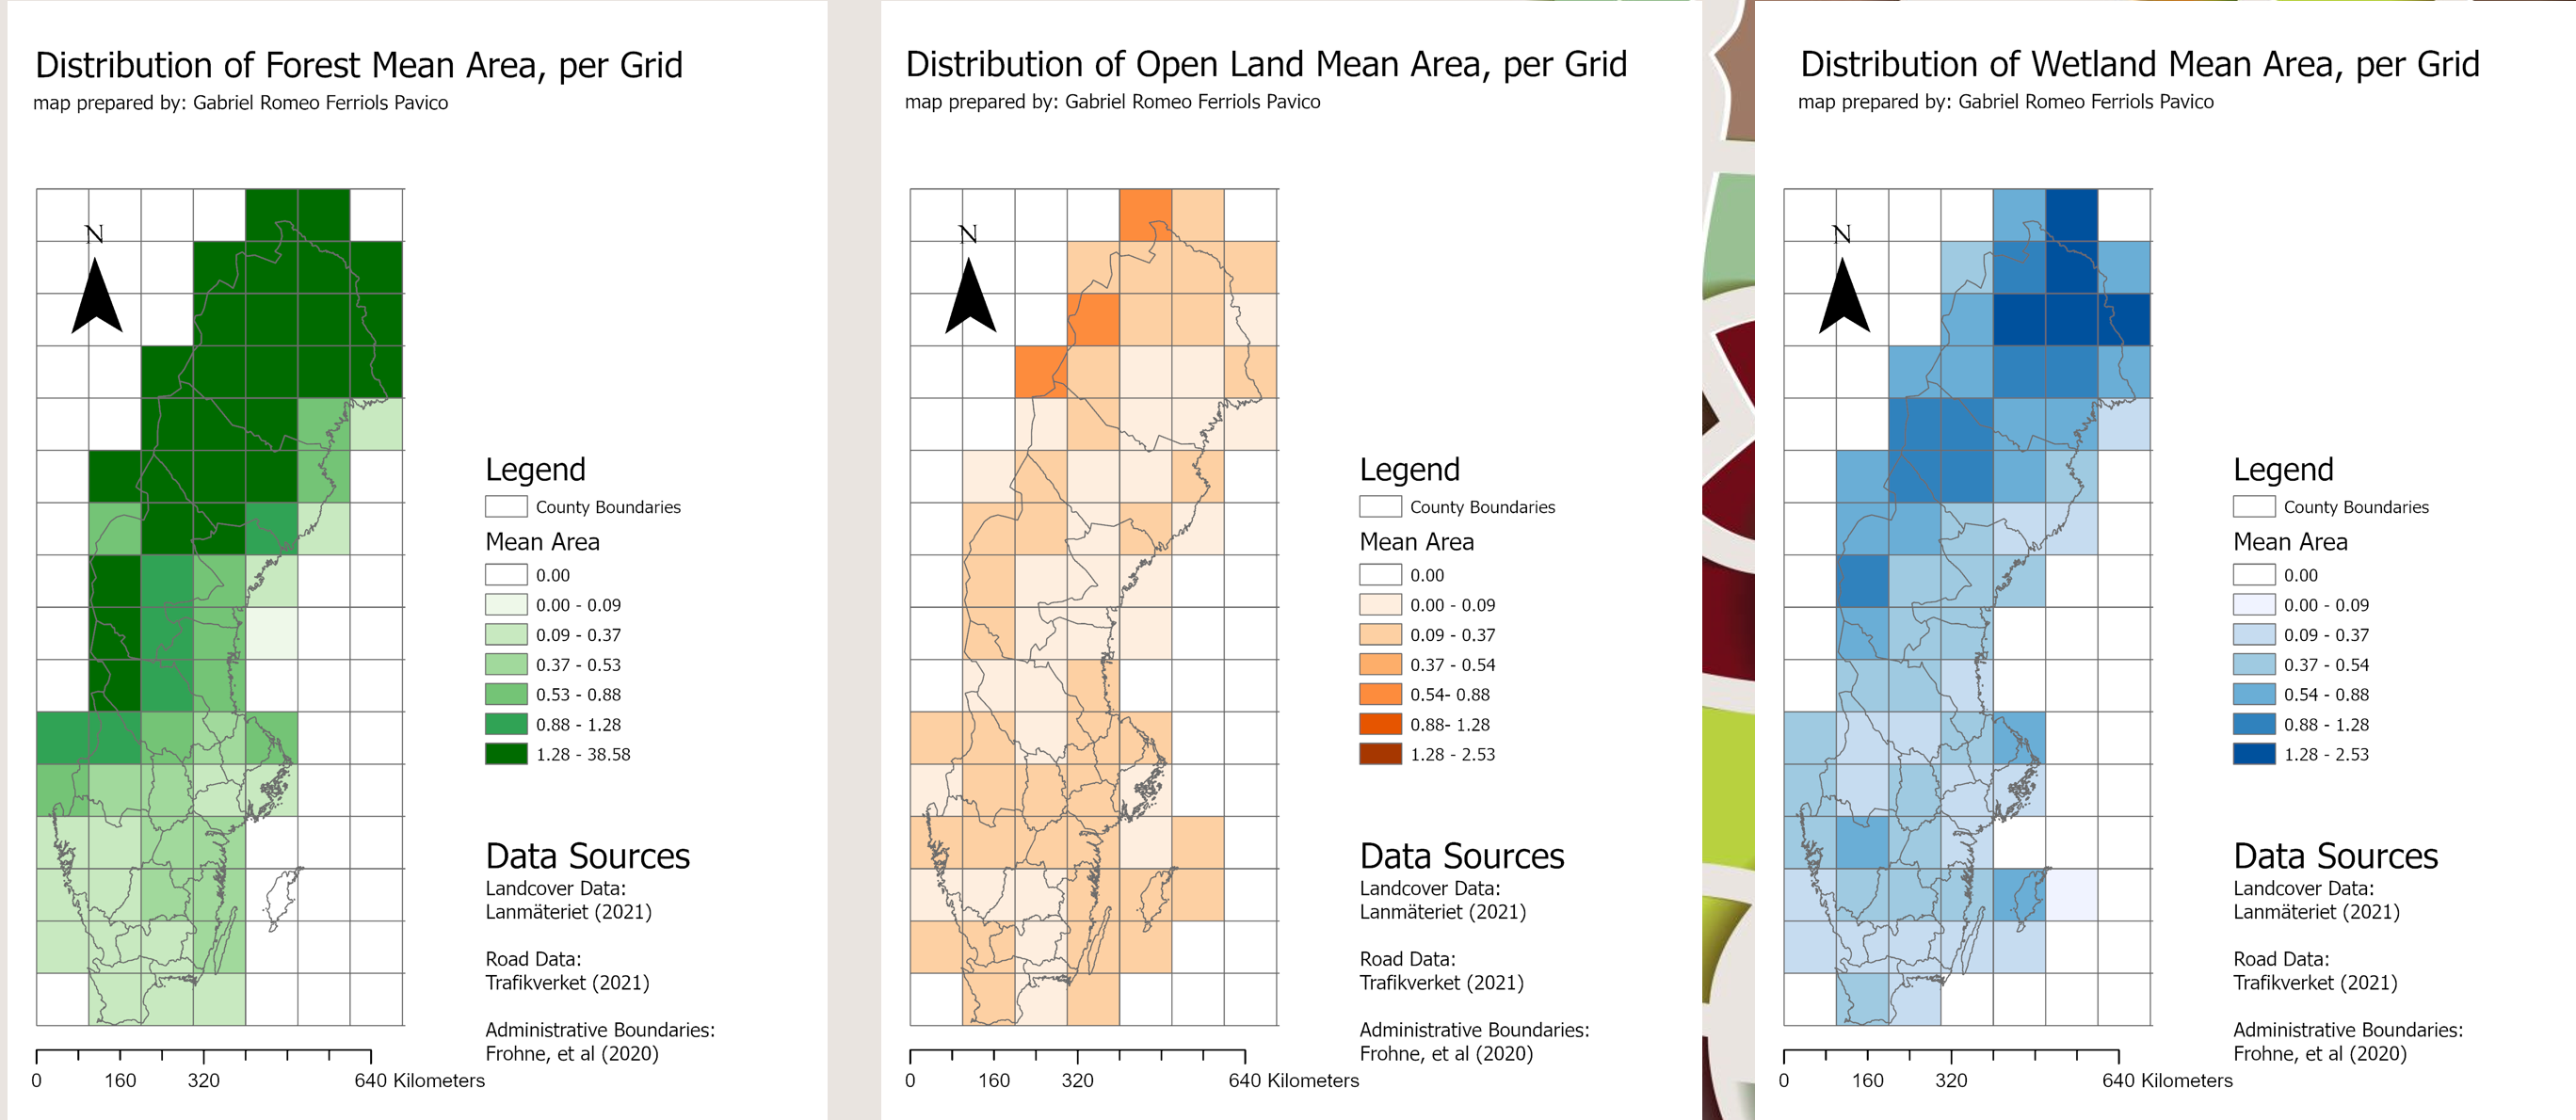 Distribution of Forest Mean Area, per Grid
map prepared by: Gabriel Romeo Ferriols Pavico
N
Legend
County Boundaries
Mean Area
0.00
0.00 - 0.09
0.09 - 0.37
0.37 - 0.53
0.53 - 0.88
0.88 - 1.28
1.28 - 38.58
Data Sources
Landcover Data:
Lanmäteriet (2021)
Road Data:
Trafikverket (2021)
Administrative Boundaries:
Frohne, et al (2020)
0 160 320 640 Kilometers
Distribution of Open Land Mean Area, per Grid
map prepared by: Gabriel Romeo Ferriols Pavico
N
Legend
County Boundaries
Mean Area
0.00
0.00 - 0.09
0.09 - 0.37
0.37 - 0.54
0.54- 0.88
0.88- 1.28
1.28 - 2.53
Data Sources
Landcover Data:
Lanmäteriet (2021)
Road Data:
Trafikverket (2021)
Administrative Boundaries:
Frohne, et al (2020)
0 160 320 640 Kilometers
Distribution of Wetland Mean Area, per Grid
map prepared by: Gabriel Romeo Ferriols Pavico
N
Legend
County Boundaries
Mean Area
0.00
0.00 - 0.09
0.09 - 0.37
0.37 - 0.54
0.54 - 0.88
0.88 - 1.28
1.28 - 2.53
Data Sources
Landcover Data:
Lanmäteriet (2021)
Road Data:
Trafikverket (2021)
Administrative Boundaries:
Frohne, et al (2020)
0 160 320 640 Kilometers